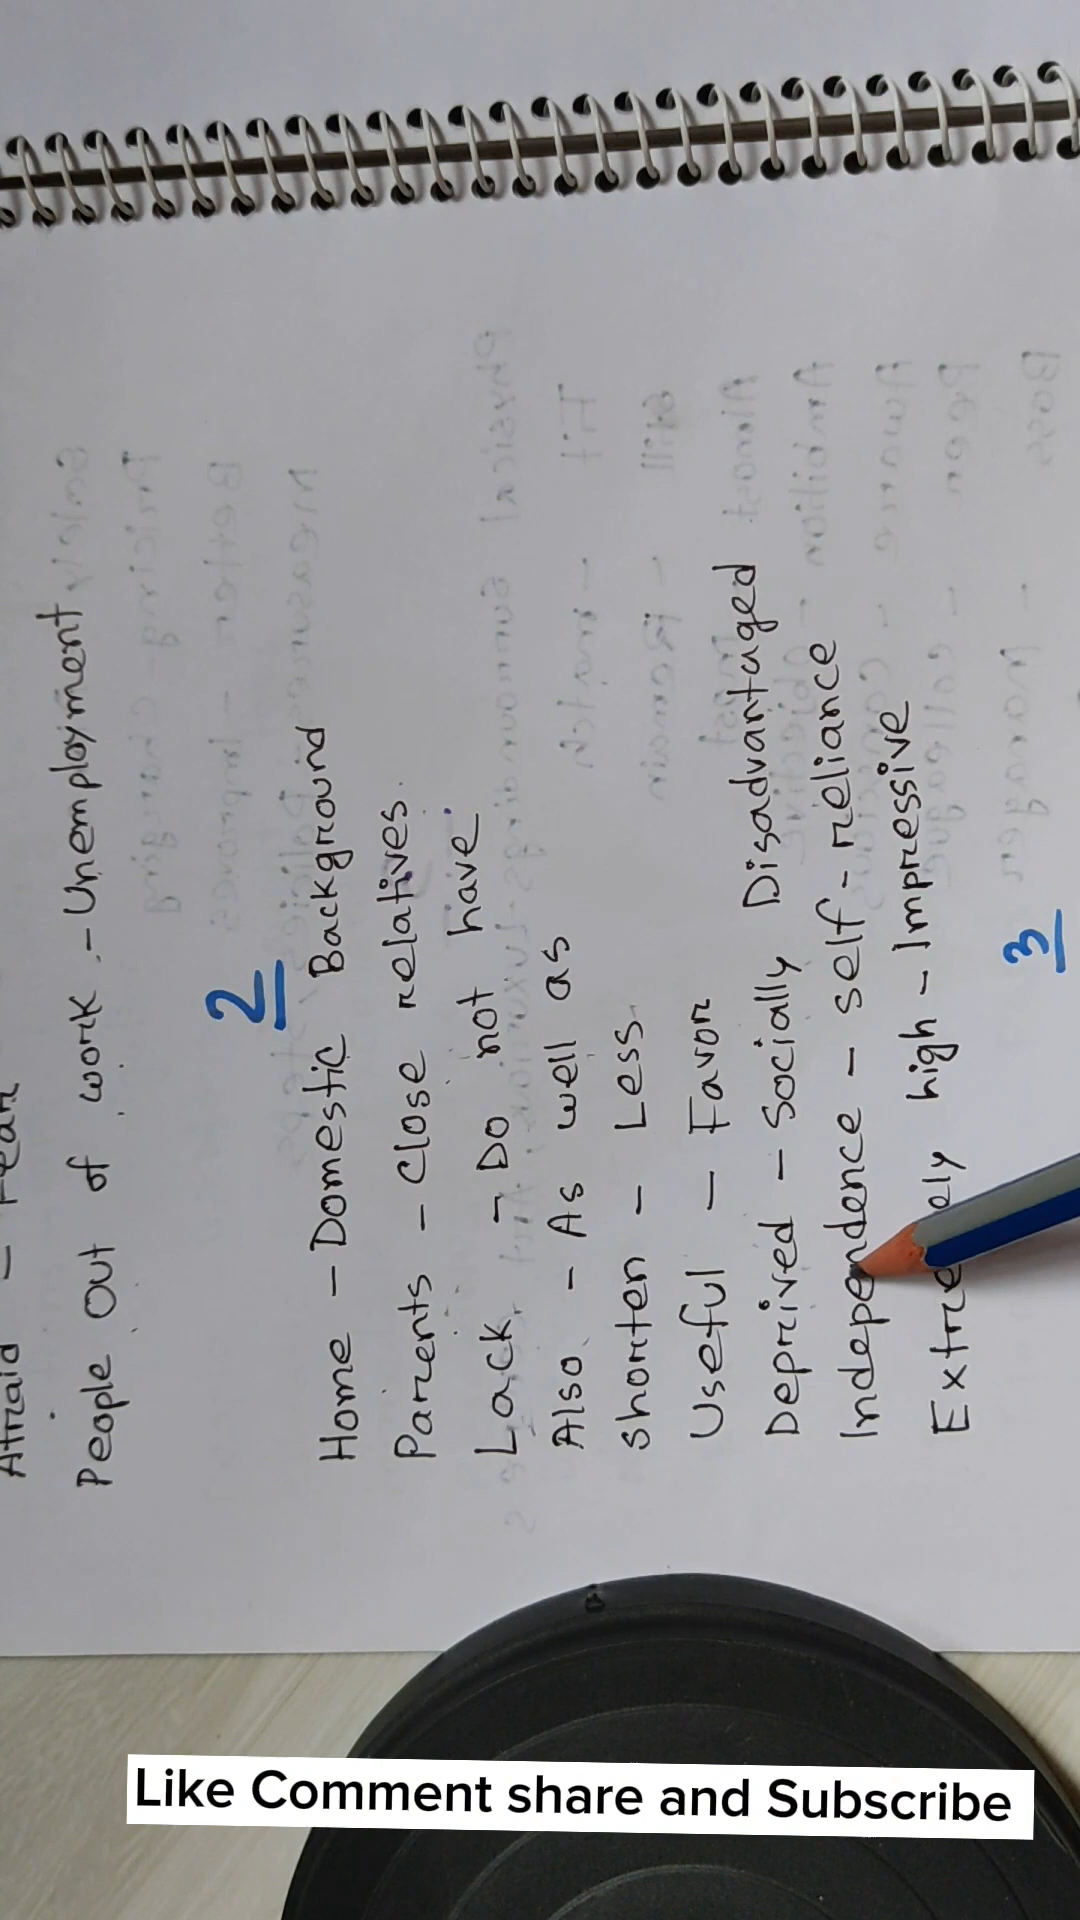 Afraid - Fear
People out of work - Unemployment
2
Home - Domestic Background
Parents - Close relatives.
Lack - Do not have
Also - As well as
Shorten - Less
Useful - Favor
Deprived - Socially Disadvantaged
Independence - self-reliance
Extremely high - Impressive
3
Like Comment share and Subscribe